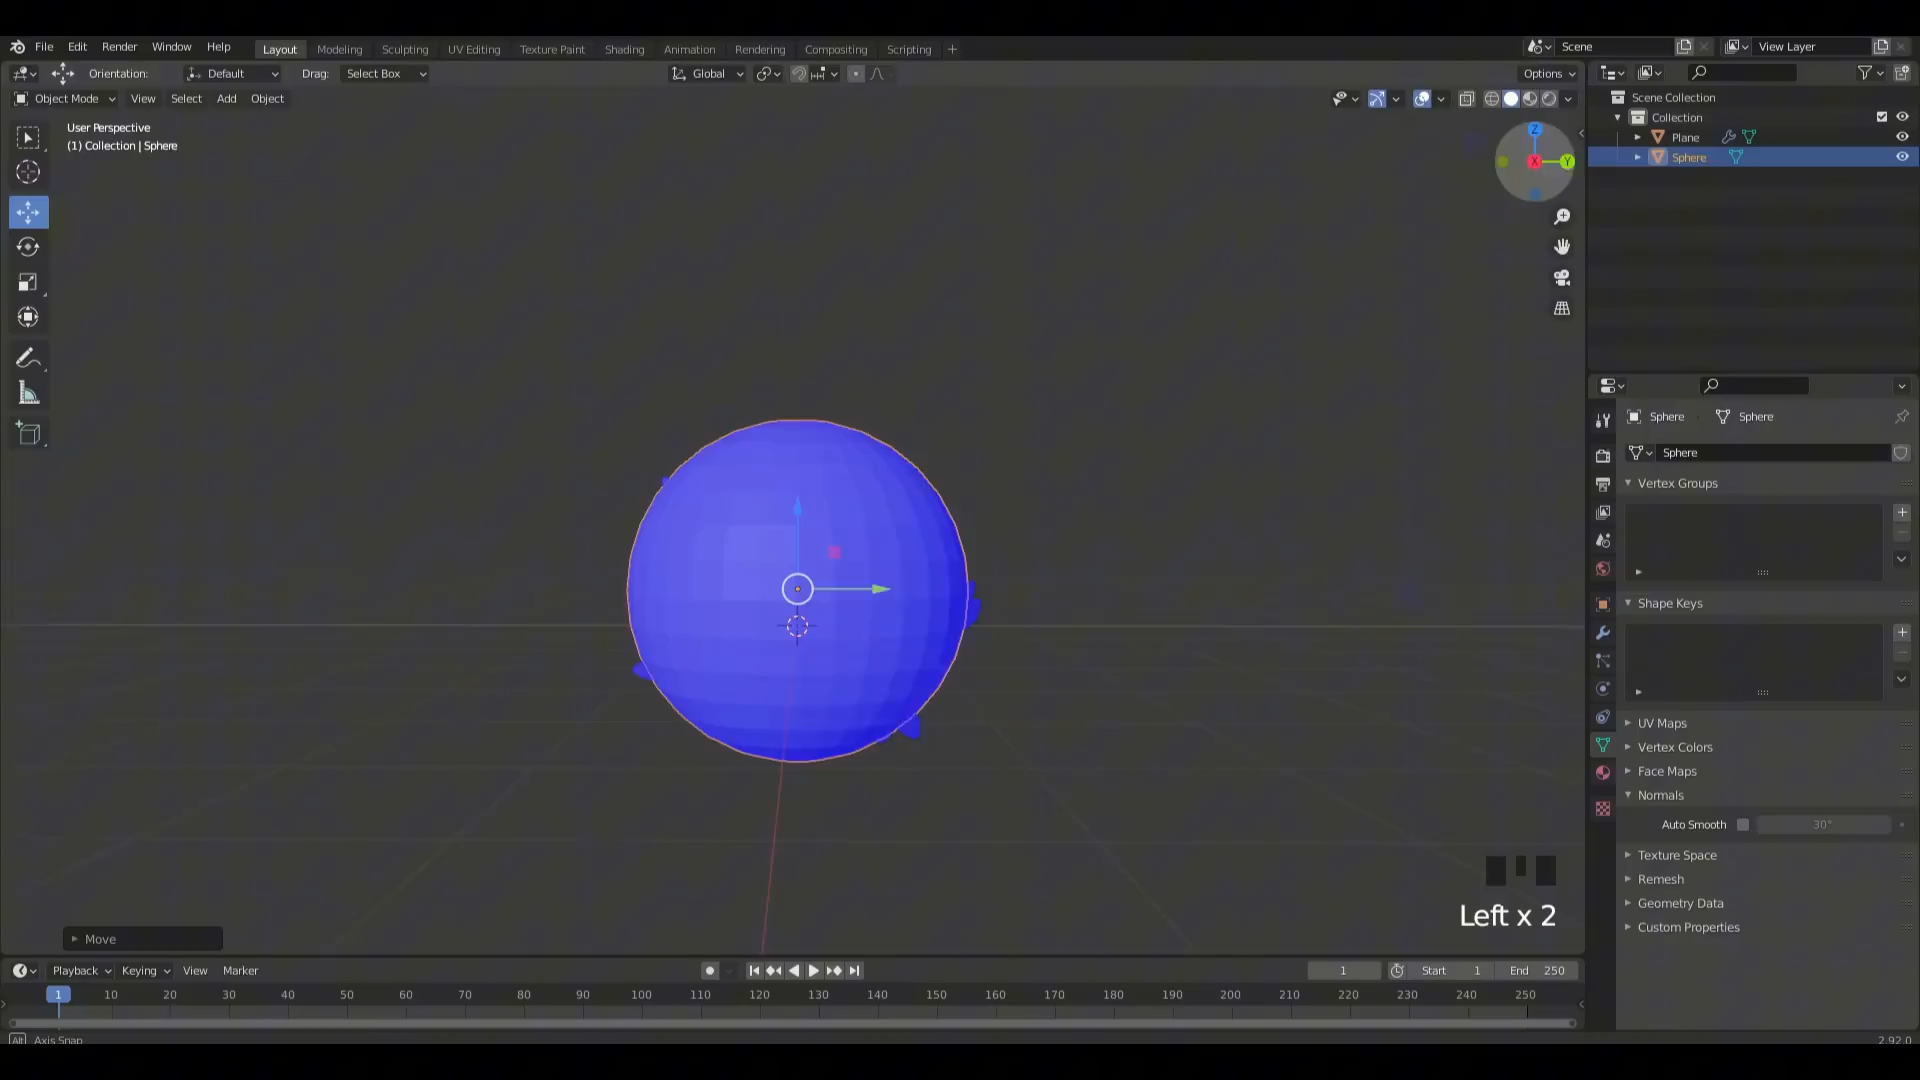 File Edit Render Window Help Layout Modeling Sculpting UV Editing Texture Paint Shading Animation Rendering Compositing Scripting + Scene View Layer
Orientation: Default Drag: Select Box Global Options
Object Mode View Select Add Object
User Perspective
(1) Collection | Sphere
Z
X Y
Scene Collection
Collection
Plane
Sphere
Sphere Sphere
Sphere
Vertex Groups
Shape Keys
UV Maps
Vertex Colors
Face Maps
Normals
Auto Smooth 30°
Texture Space
Remesh
Geometry Data
Custom Properties
Left x 2
Move
Playback Keying View Marker 1 Start 1 End 250
1 10 20 30 40 50 60 70 80 90 100 110 120 130 140 150 160 170 180 190 200 210 220 230 240 250
Alt Axis Snap 2.92.0